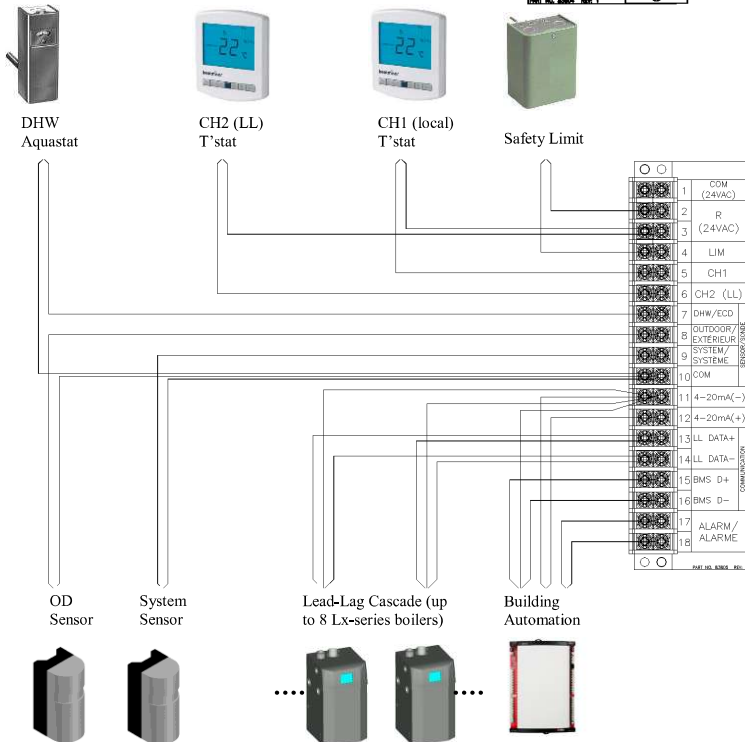 DHW
Aquastat
CH2 (LL)
T'stat
CH1 (local)
T'stat
Safety Limit
22
22
1 COM
(24VAC)
2 R
3 (24VAC)
4 LIM
5 CH1
6 CH2 (LL)
7 DHW/ECD
8 OUTDOOR/
EXTÉRIEUR
9 SYSTEM/
SYSTÈME
SENSOR/SONDE
10 COM
11 4-20mA(-)
12 4-20mA(+)
13 LL DATA+
14 LL DATA-
15 BMS D+
16 BMS D-
COMMUNICATION
17 ALARM/
18 ALARME
PART NO.
OD
Sensor
System
Sensor
Lead-Lag Cascade (up
to 8 Lx-series boilers)
Building
Automation